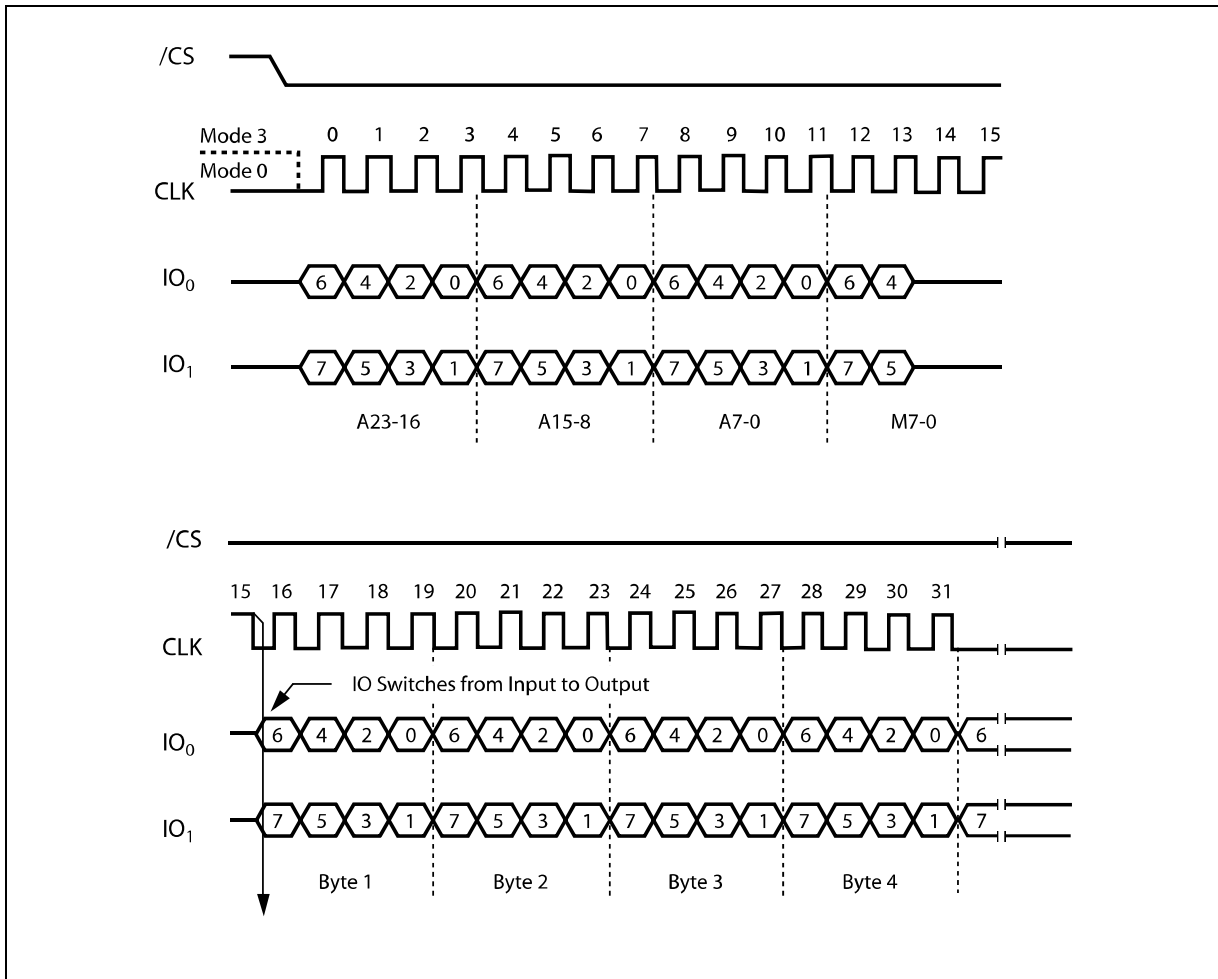 /CS
Mode 3 0 1 2 3 4 5 6 7 8 9 10 11 12 13 14 15
Mode 0
CLK
IO0 6 4 2 0 6 4 2 0 6 4 2 0 6 4
IO1 7 5 3 1 7 5 3 1 7 5 3 1 7 5
A23-16 A15-8 A7-0 M7-0
/CS
15 16 17 18 19 20 21 22 23 24 25 26 27 28 29 30 31
CLK
IO Switches from Input to Output
IO0 6 4 2 0 6 4 2 0 6 4 2 0 6 4 2 0 6
IO1 7 5 3 1 7 5 3 1 7 5 3 1 7 5 3 1 7
Byte 1 Byte 2 Byte 3 Byte 4